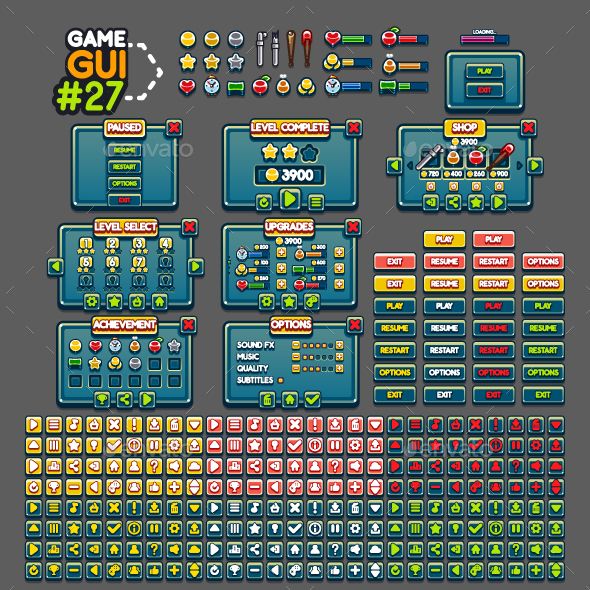 GAME
GUI
#27
LOADING...
PLAY
EXIT
PAUSED
RESUME
RESTART
OPTIONS
EXIT
LEVEL COMPLETE
3900
SHOP
3900
720 400 260 900
LEVEL SELECT
1 2 3 4
5 6 7
UPGRADES
3900
ACHIEVEMENT
OPTIONS
SOUND FX
MUSIC
QUALITY
SUBTITLES
PLAY PLAY
EXIT RESUME RESTART OPTIONS
EXIT RESUME RESTART OPTIONS
PLAY PLAY PLAY PLAY
RESUME RESUME RESUME RESUME
RESTART RESTART RESTART RESTART
OPTIONS OPTIONS OPTIONS OPTIONS
EXIT EXIT EXIT EXIT
envato